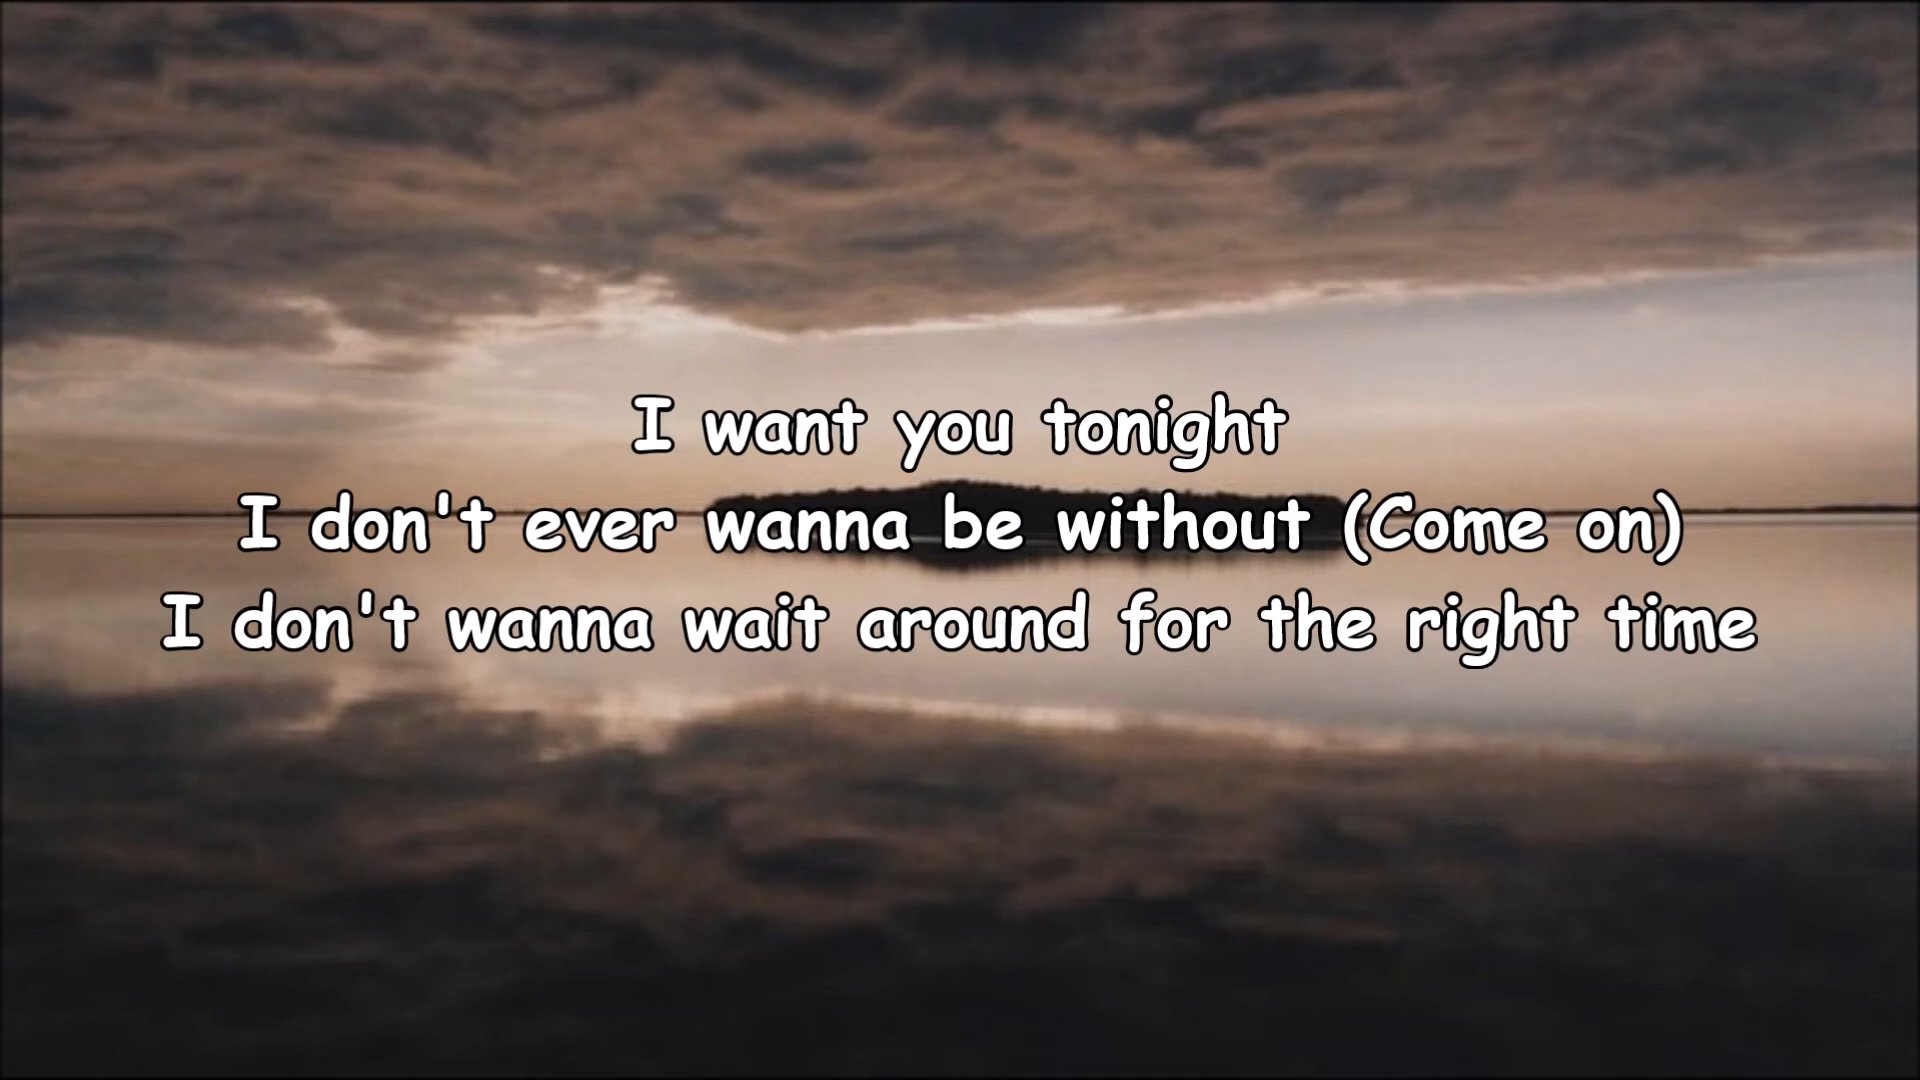 I want you tonight
I don't ever wanna be without (Come on)
I don't wanna wait around for the right time